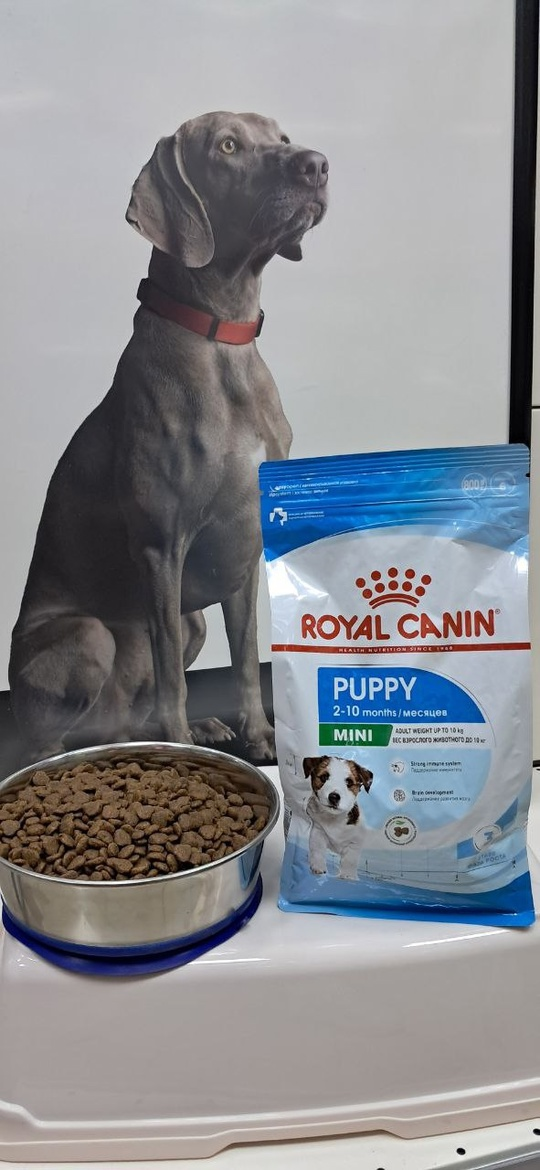 800г
ROYAL CANIN®
HEALTH NUTRITION SINCE 1968
PUPPY
2-10 months / месяцев
MINI
ADULT WEIGHT UP TO 10 kg
ВЕС ВЗРОСЛОГО ЖИВОТНОГО ДО 10 кг
Strong immune system
Поддержание иммунитета
Brain development
Поддержание развития мозга